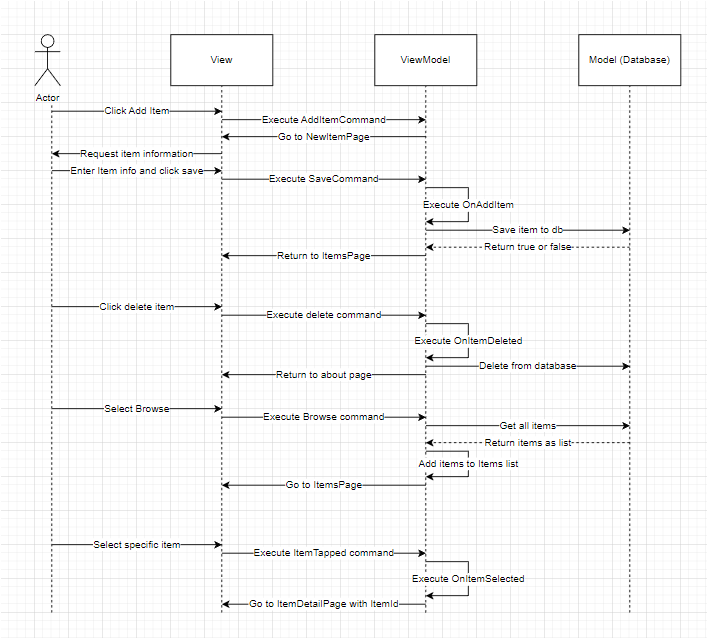 View
ViewModel
Model (Database)
Actor
Click Add Item
Execute AddItemCommand
Go to NewItemPage
Request item information
Enter Item info and click save
Execute SaveCommand
Execute OnAddItem
Save item to db
Return true or false
Return to ItemsPage
Click delete item
Execute delete command
Execute OnItemDeleted
Delete from database
Return to about page
Select Browse
Execute Browse command
Get all items
Return items as list
Add items to Items list
Go to ItemsPage
Select specific item
Execute ItemTapped command
Execute OnItemSelected
Go to ItemDetailPage with ItemId